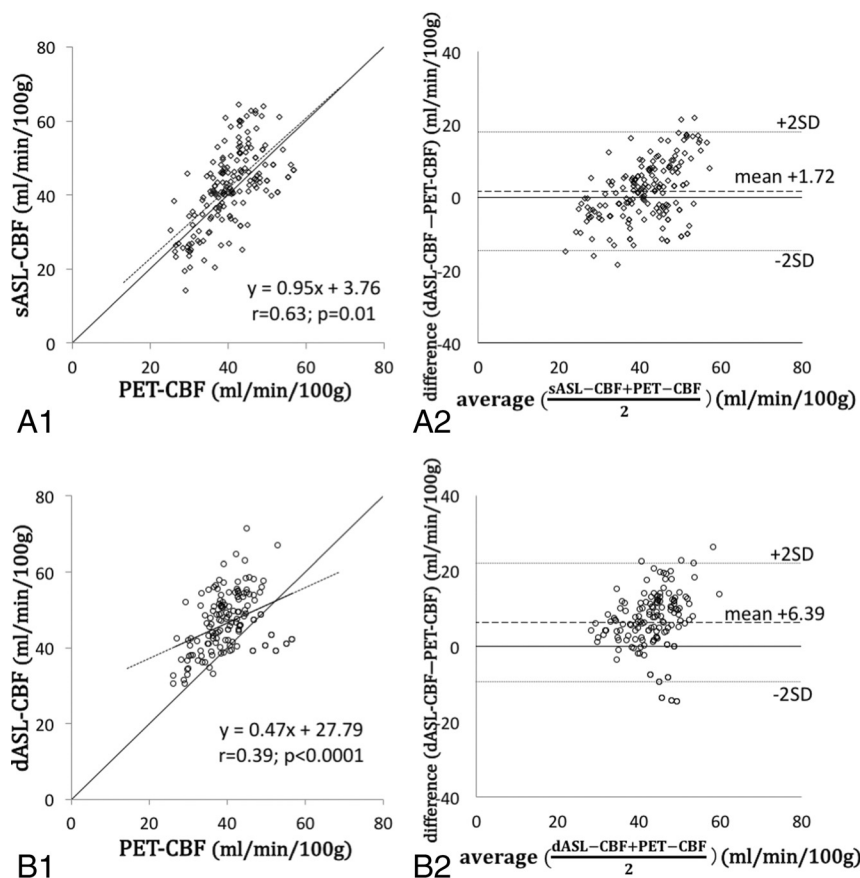 80
60
40
20
0
0 20 40 60 80
sASL-CBF (ml/min/100g)
PET-CBF (ml/min/100g)
y = 0.95x + 3.76
r=0.63; p=0.01
A1
40
20
0
-20
-40
0 20 40 60 80
difference (dASL-CBF−PET-CBF) (ml/min/100g)
+2SD
mean +1.72
-2SD
average (sASL−CBF+PET−CBF/2) (ml/min/100g)
A2
80
60
40
20
0
0 20 40 60 80
dASL-CBF (ml/min/100g)
PET-CBF (ml/min/100g)
y = 0.47x + 27.79
r=0.39; p<0.0001
B1
40
20
0
-20
-40
0 20 40 60 80
difference (dASL-CBF−PET-CBF) (ml/min/100g)
+2SD
mean +6.39
-2SD
average (dASL−CBF+PET−CBF/2) (ml/min/100g)
B2